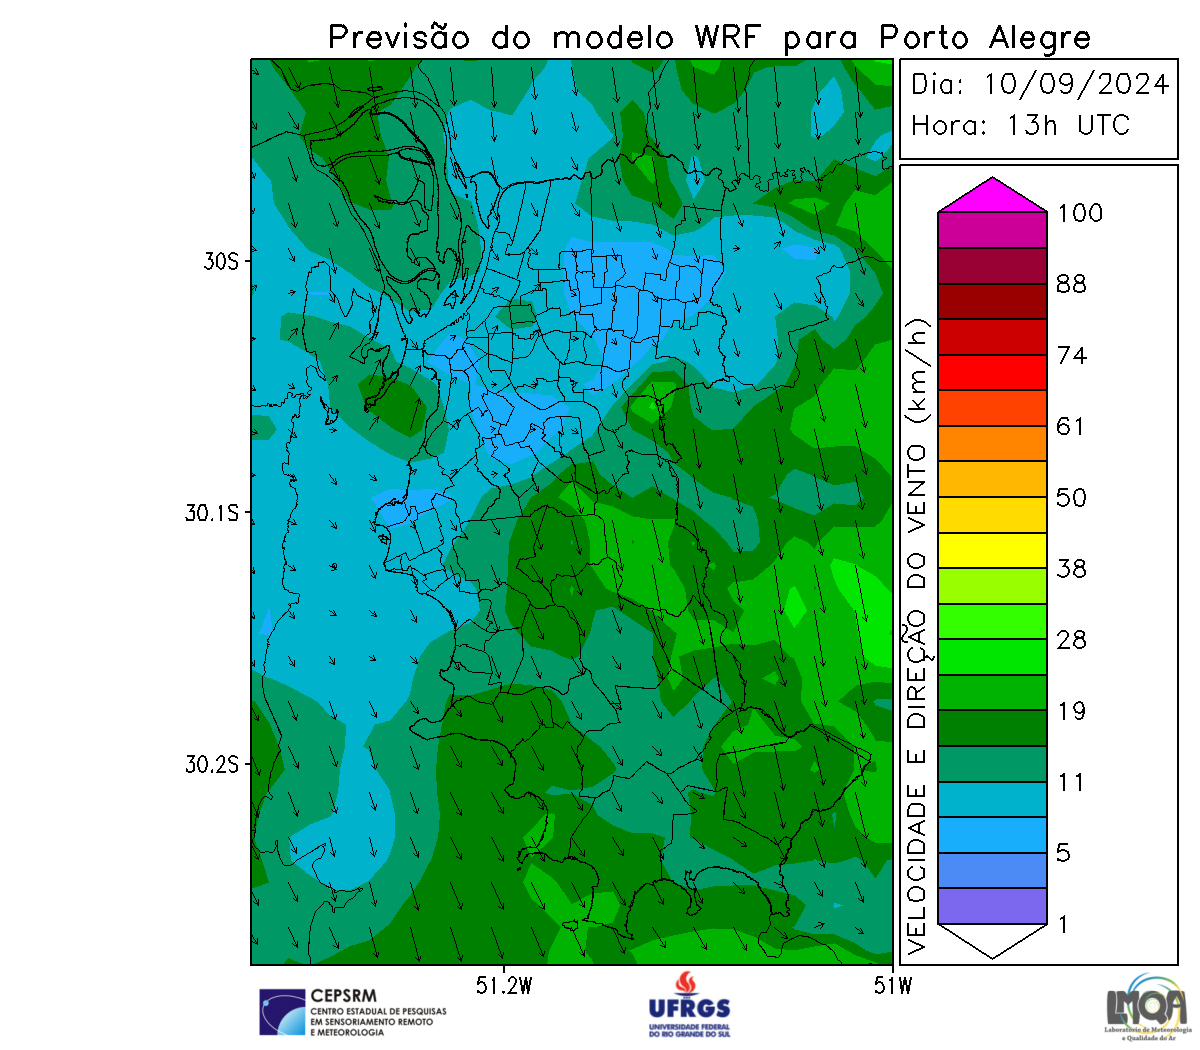 Previsão do modelo WRF para Porto Alegre
Dia: 10/09/2024
Hora: 13h UTC
30S
30.1S
30.2S
51.2W
51W
VELOCIDADE E DIREÇÃO DO VENTO (km/h)
100
88
74
61
50
38
28
19
11
5
1
CEPSRM
CENTRO ESTADUAL DE PESQUISAS
EM SENSORIAMENTO REMOTO
E METEOROLOGIA
UFRGS
UNIVERSIDADE FEDERAL
DO RIO GRANDE DO SUL
LMQA
Laboratório de Meteorologia
e Qualidade do Ar